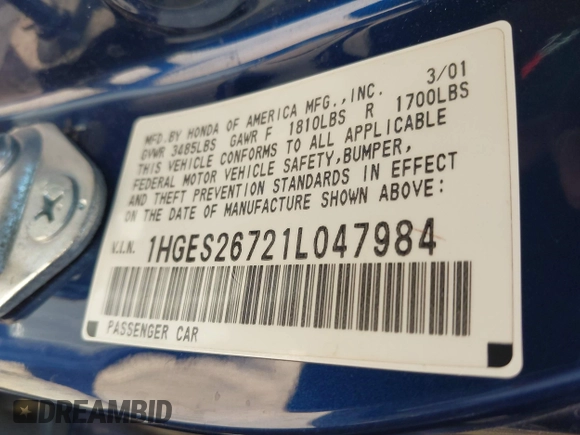 MFD.BY HONDA OF AMERICA MFG.,INC. 3/01
GVWR 3485LBS GAWR F 1810LBS R 1700LBS
THIS VEHICLE CONFORMS TO ALL APPLICABLE
FEDERAL MOTOR VEHICLE SAFETY,BUMPER,
AND THEFT PREVENTION STANDARDS IN EFFECT
ON THE DATE OF MANUFACTURE SHOWN ABOVE:
V.I.N. 1HGES26721L047984
PASSENGER CAR
DREAMBID